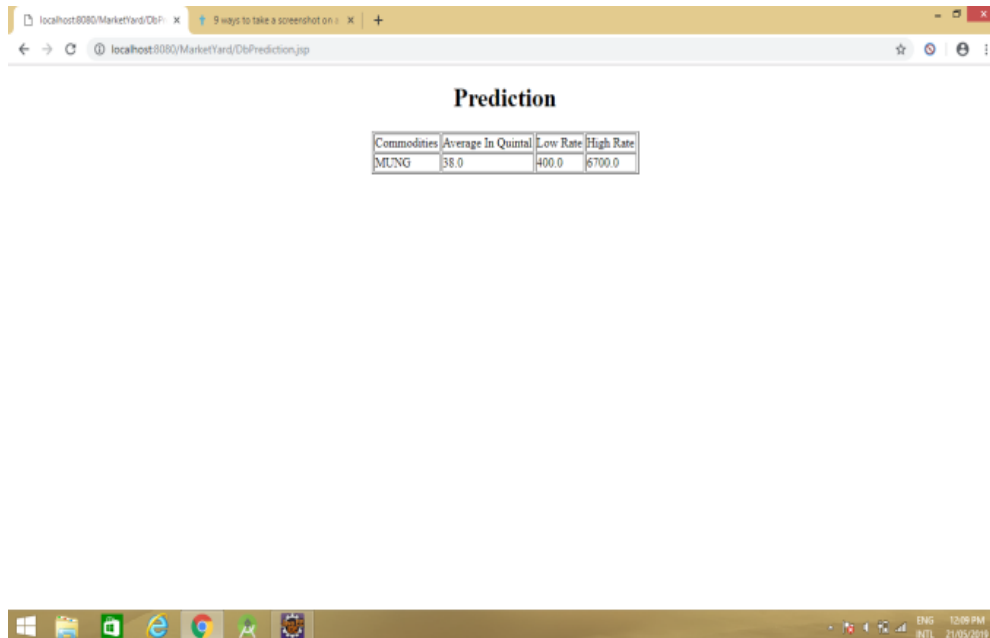 localhost:8080/MarketYard/DbPr
9 ways to take a screenshot on a
localhost:8080/MarketYard/DbPrediction.jsp
Prediction
Commodities Average In Quintal Low Rate High Rate
MUNG 38.0 400.0 6700.0
ENG 12:09 PM
INTL 21/05/2019